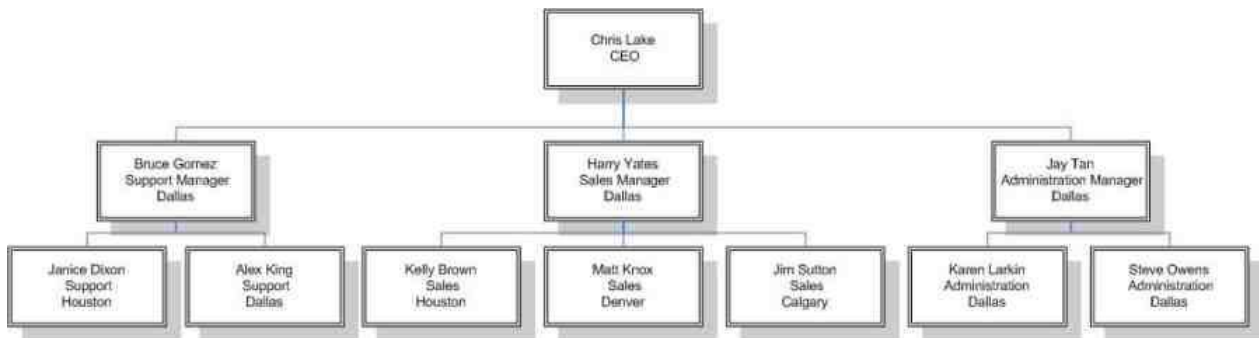 Chris Lake
CEO
Bruce Gomez
Support Manager
Dallas
Harry Yates
Sales Manager
Dallas
Jay Tan
Administration Manager
Dallas
Janice Dixon
Support
Houston
Alex King
Support
Dallas
Kelly Brown
Sales
Houston
Matt Knox
Sales
Denver
Jim Sutton
Sales
Calgary
Karen Larkin
Administration
Dallas
Steve Owens
Administration
Dallas